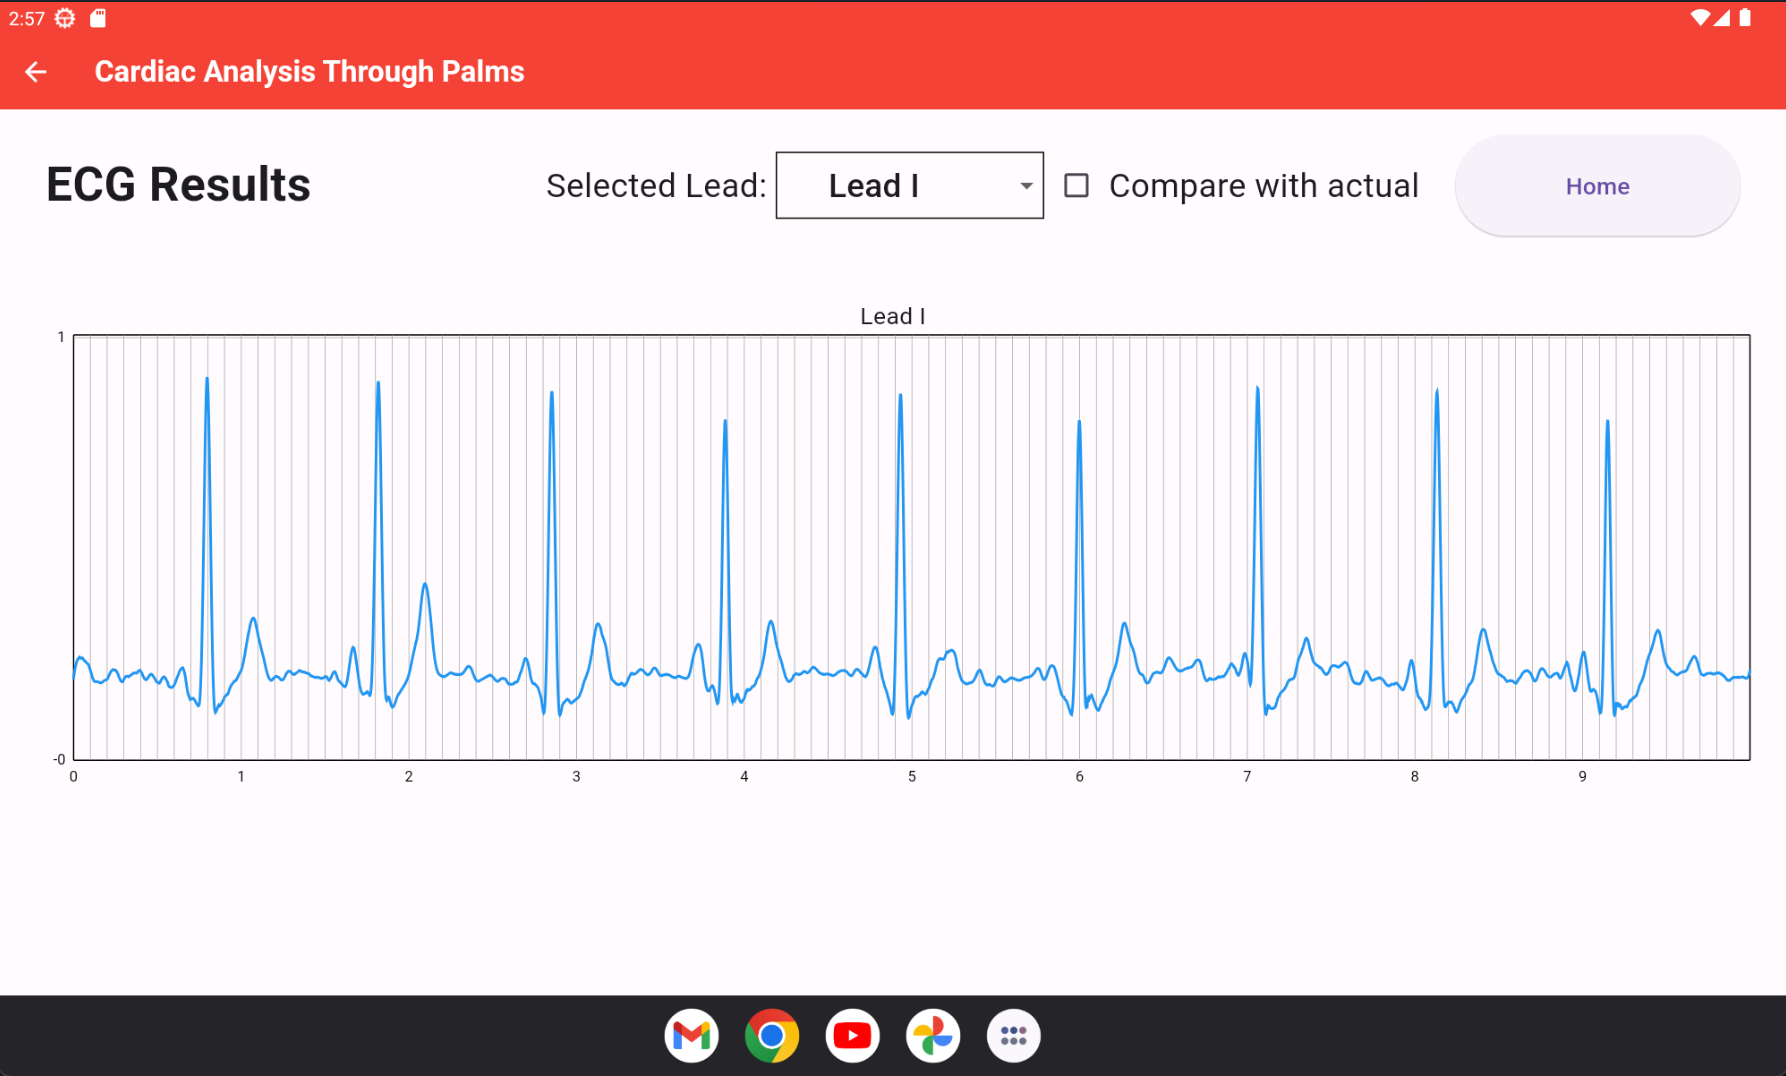 2:57
Cardiac Analysis Through Palms
ECG Results
Selected Lead: Lead I Compare with actual Home
Lead I
1
-0
0 1 2 3 4 5 6 7 8 9